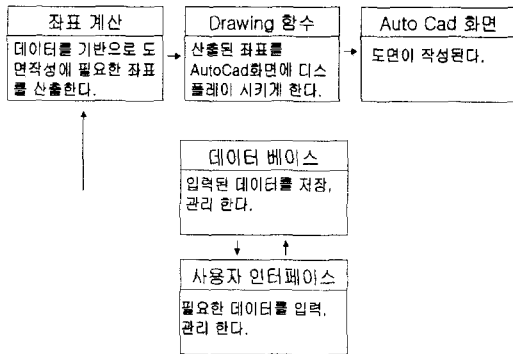 좌표 계산
데이터를 기반으로 도
면작성에 필요한 좌표
를 산출한다.
Drawing 함수
산출된 좌표를
AutoCad화면에 디스
플레이 시키게 한다.
Auto Cad 화면
도면이 작성된다.
데이터 베이스
입력된 데이터를 저장,
관리 한다.
사용자 인터페이스
필요한 데이터를 입력,
관리 한다.